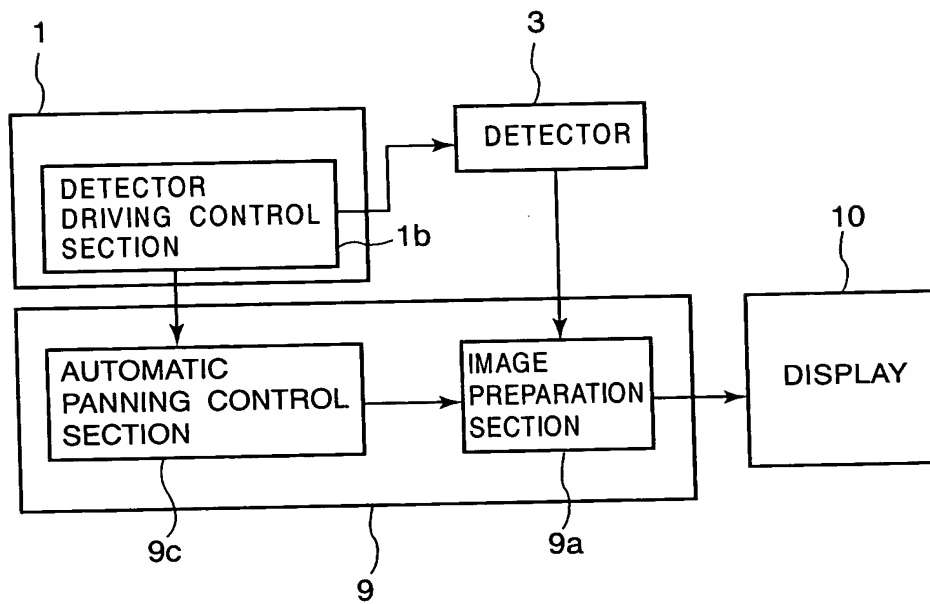 1
3
DETECTOR
DETECTOR
DRIVING CONTROL
SECTION
1b
10
AUTOMATIC
PANNING CONTROL
SECTION
IMAGE
PREPARATION
SECTION
DISPLAY
9c
9
9a